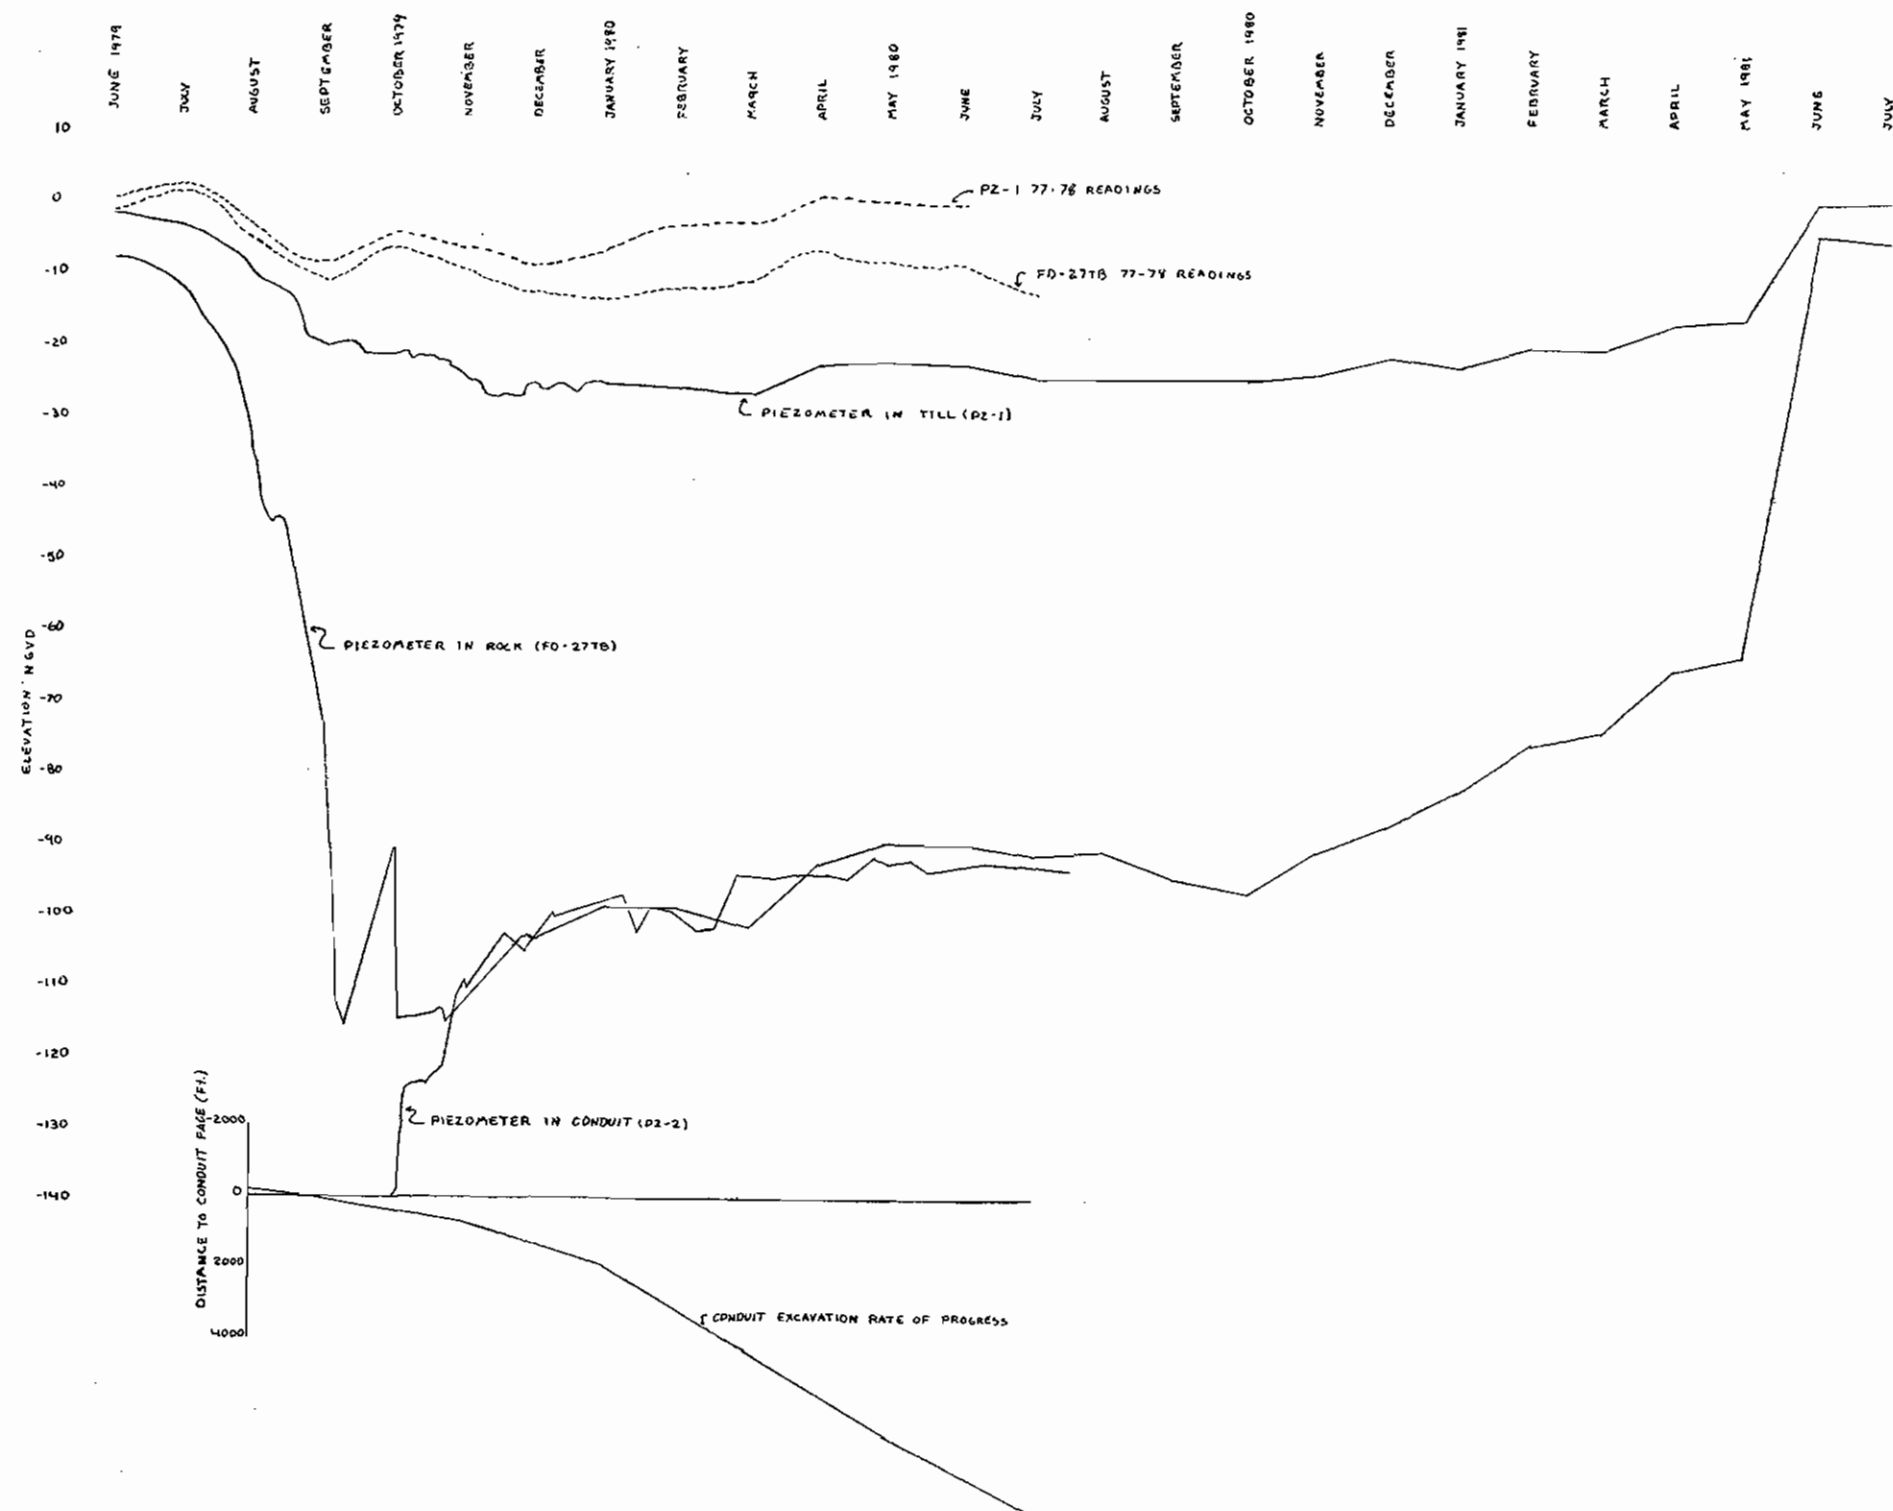 JUNE 1979
JULY
AUGUST
SEPTEMBER
OCTOBER 1979
NOVEMBER
DECEMBER
JANUARY 1980
FEBRUARY
MARCH
APRIL
MAY 1980
JUNE
JULY
AUGUST
SEPTEMBER
OCTOBER 1980
NOVEMBER
DECEMBER
JANUARY 1981
FEBRUARY
MARCH
APRIL
MAY 1981
JUNE
JULY
10
0
-10
-20
-30
-40
-50
-60
-70
-80
-90
-100
-110
-120
-130
-140
ELEVATION NGVD
PZ-1 77-78 READINGS
FD-27TB 77-78 READINGS
PIEZOMETER IN TILL (PZ-1)
PIEZOMETER IN ROCK (FD-27TB)
PIEZOMETER IN CONDUIT (PZ-2)
DISTANCE TO CONDUIT FACE (FT.)
-2000
0
2000
4000
CONDUIT EXCAVATION RATE OF PROGRESS